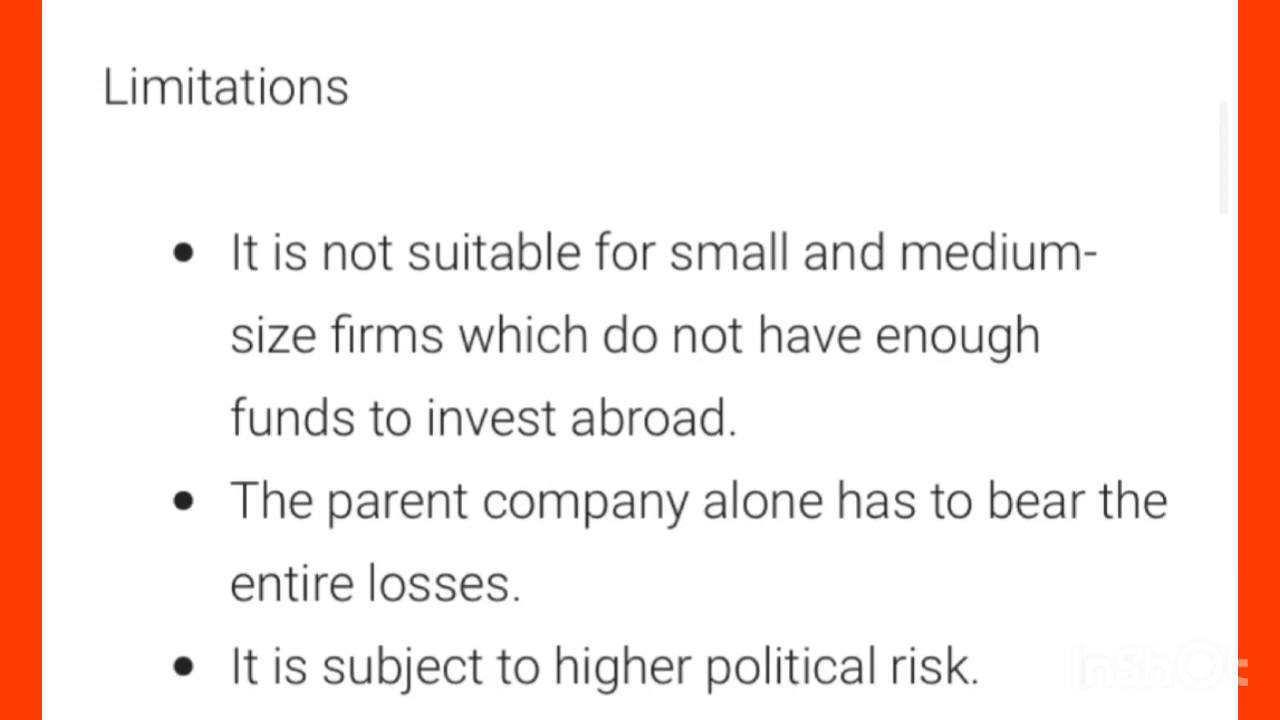 Limitations
• It is not suitable for small and medium-
size firms which do not have enough
funds to invest abroad.
• The parent company alone has to bear the
entire losses.
• It is subject to higher political risk.
InShOt